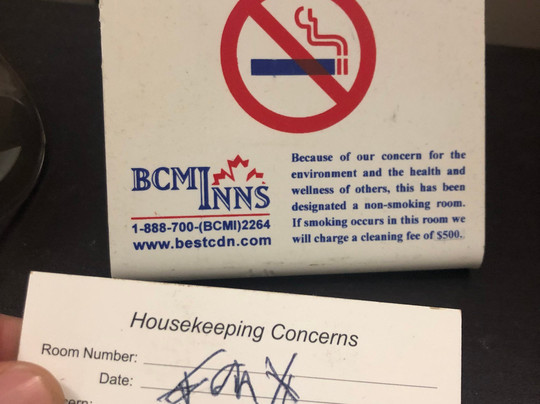 BCMInns
1-888-700-(BCMI)2264
www.bestcdn.com
Because of our concern for the
environment and the health and
wellness of others, this has been
designated a non-smoking room.
If smoking occurs in this room we
will charge a cleaning fee of $500.
Housekeeping Concerns
Room Number:
Date: